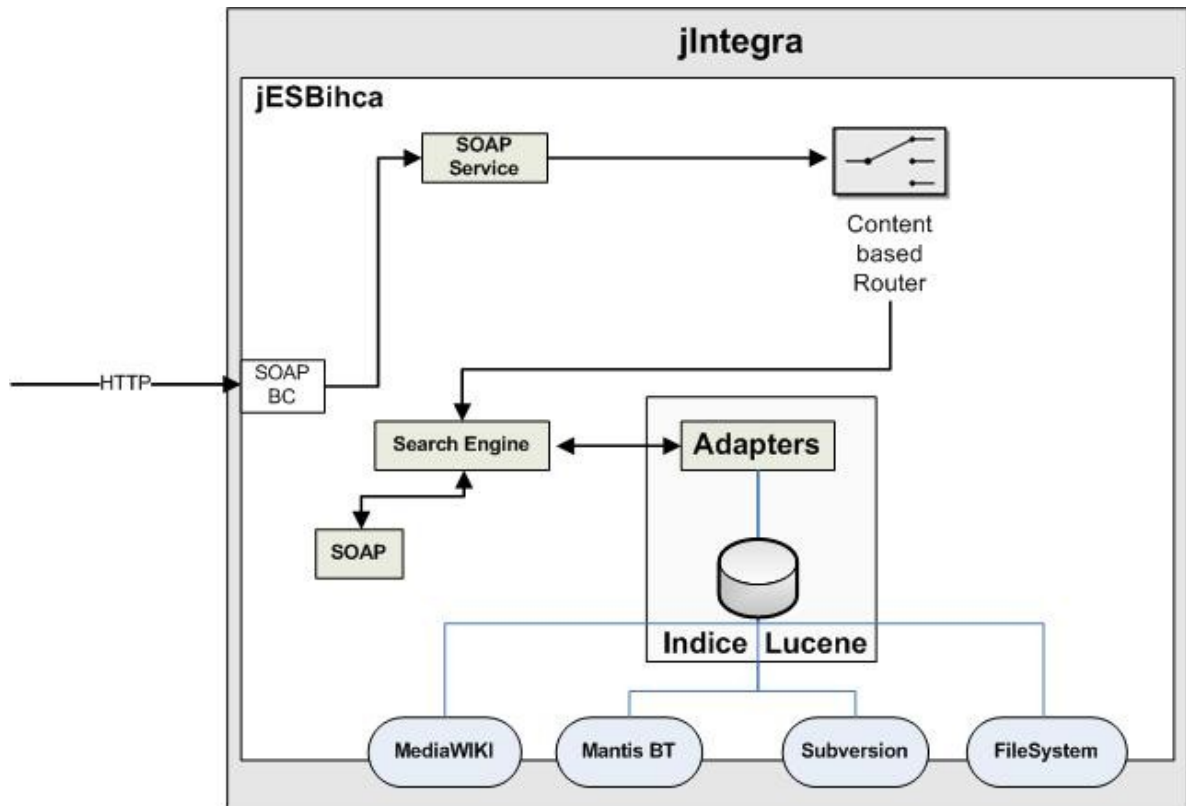 jIntegra
jESBihca
SOAP
Service
Content
based
Router
HTTP
SOAP
BC
Search Engine
Adapters
SOAP
Indice Lucene
MediaWIKI
Mantis BT
Subversion
FileSystem